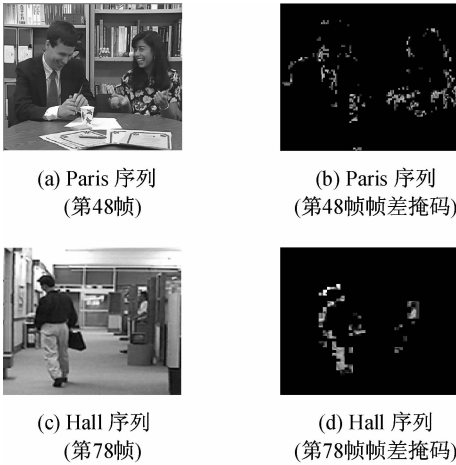 (a) Paris 序列
(第48帧)
(b) Paris 序列
(第48帧帧差掩码)
(c) Hall 序列
(第78帧)
(d) Hall 序列
(第78帧帧差掩码)